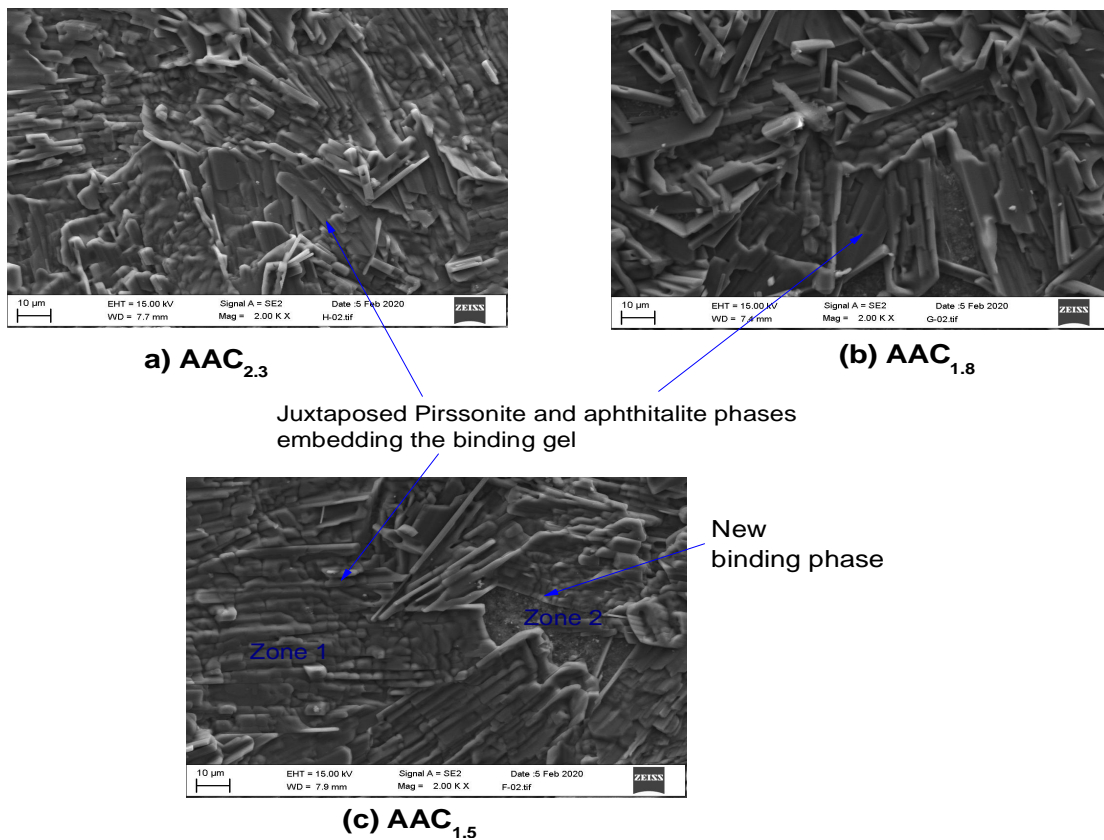 10 µm
EHT = 15.00 kV
Signal A = SE2
Date :5 Feb 2020
WD = 7.7 mm
Mag = 2.00 K X
H-02.tif
ZEISS
a) AAC2.3
10 µm
EHT = 15.00 kV
Signal A = SE2
Date :5 Feb 2020
WD = 7.4 mm
Mag = 2.00 K X
G-02.tif
ZEISS
(b) AAC1.8
Juxtaposed Pirssonite and aphthitalite phases
embedding the binding gel
New
binding phase
Zone 1
Zone 2
10 µm
EHT = 15.00 kV
Signal A = SE2
Date :5 Feb 2020
WD = 7.9 mm
Mag = 2.00 K X
F-02.tif
ZEISS
(c) AAC1.5